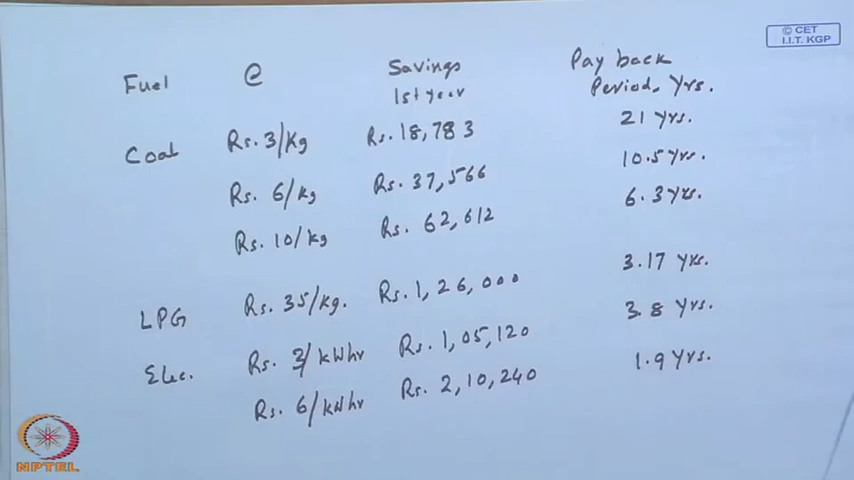 © CET
I.I.T. KGP
Fuel @ Savings Pay back
1st year Period, Yrs.
Coal Rs. 3/kg Rs. 18,783 21 Yrs.
Rs. 6/kg Rs. 37,566 10.5 Yrs.
Rs. 10/kg Rs. 62,612 6.3 Yrs.
LPG Rs. 35/kg. Rs. 1,26,000 3.17 Yrs.
Elec. Rs. 3/kWhr Rs. 1,05,120 3.8 Yrs.
Rs. 6/kWhr Rs. 2,10,240 1.9 Yrs.
NPTEL